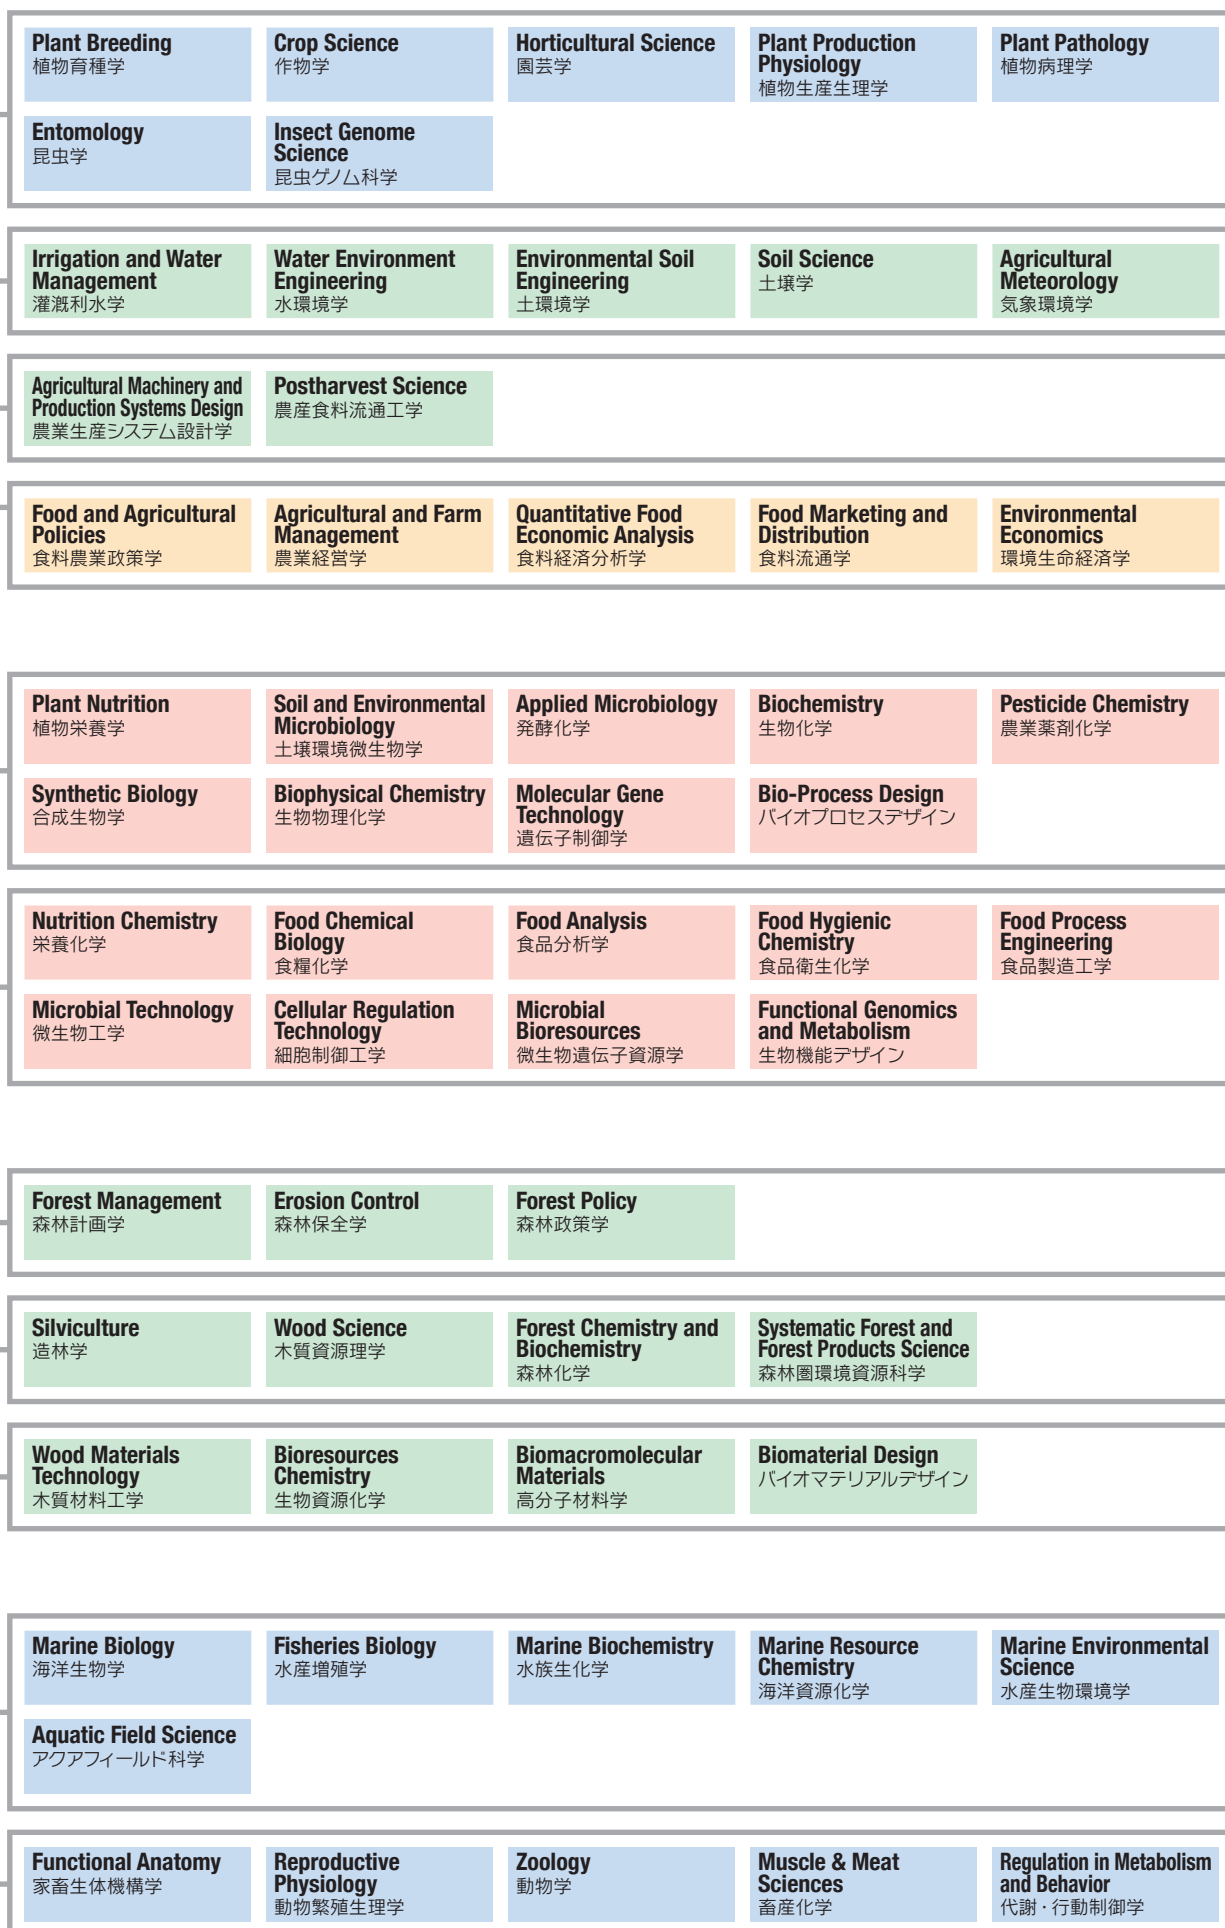 Plant Breeding
植物育種学
Crop Science
作物学
Horticultural Science
園芸学
Plant Production
Physiology
植物生産生理学
Plant Pathology
植物病理学
Entomology
昆虫学
Insect Genome
Science
昆虫ゲノム科学
Irrigation and Water
Management
灌漑利水学
Water Environment
Engineering
水環境学
Environmental Soil
Engineering
土環境学
Soil Science
土壌学
Agricultural
Meteorology
気象環境学
Agricultural Machinery and
Production Systems Design
農業生産システム設計学
Postharvest Science
農産食料流通工学
Food and Agricultural
Policies
食料農業政策学
Agricultural and Farm
Management
農業経営学
Quantitative Food
Economic Analysis
食料経済分析学
Food Marketing and
Distribution
食料流通学
Environmental
Economics
環境生命経済学
Plant Nutrition
植物栄養学
Soil and Environmental
Microbiology
土壌環境微生物学
Applied Microbiology
発酵化学
Biochemistry
生物化学
Pesticide Chemistry
農業薬剤化学
Synthetic Biology
合成生物学
Biophysical Chemistry
生物物理化学
Molecular Gene
Technology
遺伝子制御学
Bio-Process Design
バイオプロセスデザイン
Nutrition Chemistry
栄養化学
Food Chemical
Biology
食糧化学
Food Analysis
食品分析学
Food Hygienic
Chemistry
食品衛生化学
Food Process
Engineering
食品製造工学
Microbial Technology
微生物工学
Cellular Regulation
Technology
細胞制御工学
Microbial
Bioresources
微生物遺伝子資源学
Functional Genomics
and Metabolism
生物機能デザイン
Forest Management
森林計画学
Erosion Control
森林保全学
Forest Policy
森林政策学
Silviculture
造林学
Wood Science
木質資源理学
Forest Chemistry and
Biochemistry
森林化学
Systematic Forest and
Forest Products Science
森林圏環境資源科学
Wood Materials
Technology
木質材料工学
Bioresources
Chemistry
生物資源化学
Biomacromolecular
Materials
高分子材料学
Biomaterial Design
バイオマテリアルデザイン
Marine Biology
海洋生物学
Fisheries Biology
水産増殖学
Marine Biochemistry
水族生化学
Marine Resource
Chemistry
海洋資源化学
Marine Environmental
Science
水産生物環境学
Aquatic Field Science
アクアフィールド科学
Functional Anatomy
家畜生体機構学
Reproductive
Physiology
動物繁殖生理学
Zoology
動物学
Muscle & Meat
Sciences
畜産化学
Regulation in Metabolism
and Behavior
代謝・行動制御学